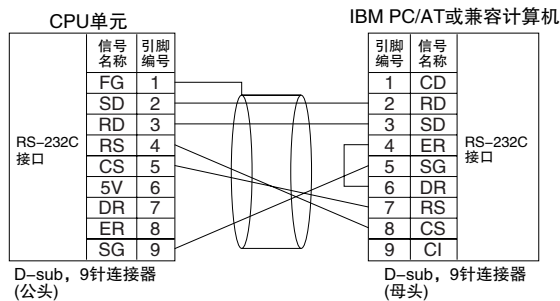 CPU单元
IBM PC/AT或兼容计算机
RS-232C
接口
信号
名称
引脚
编号
FG 1
SD 2
RD 3
RS 4
CS 5
5V 6
DR 7
ER 8
SG 9
引脚
编号
信号
名称
1 CD
2 RD
3 SD
4 ER
5 SG
6 DR
7 RS
8 CS
9 CI
RS-232C
接口
D-sub，9针连接器
(公头)
D-sub，9针连接器
(母头)